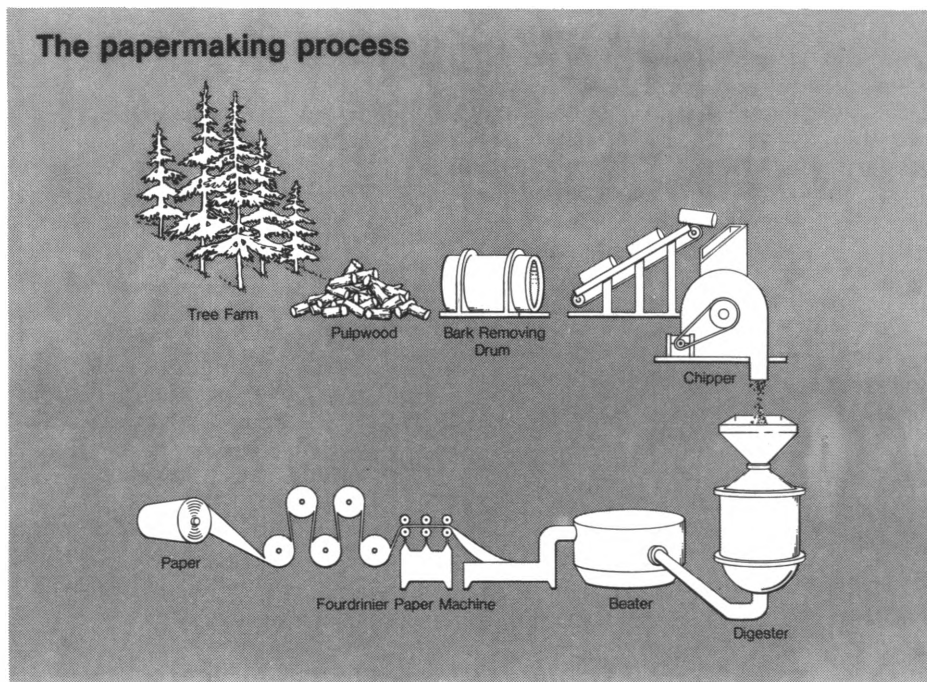 The papermaking process
Tree Farm
Pulpwood
Bark Removing
Drum
Chipper
Paper
Fourdrinier Paper Machine
Beater
Digester